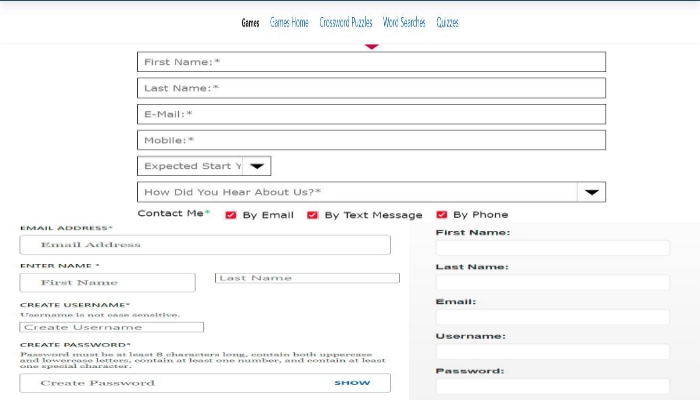 Games Games Home Crossword Puzzles Word Searches Quizzes
First Name:*
Last Name:*
E-Mail:*
Mobile:*
Expected Start Y
How Did You Hear About Us?*
Contact Me* By Email By Text Message By Phone
EMAIL ADDRESS*
Email Address
ENTER NAME *
First Name Last Name
CREATE USERNAME*
Username is not case sensitive.
Create Username
CREATE PASSWORD*
Password must be at least 8 characters long, contain both uppercase
and lowercase letters, contain at least one number, and contain at least
one special character.
Create Password SHOW
First Name:
Last Name:
Email:
Username:
Password: